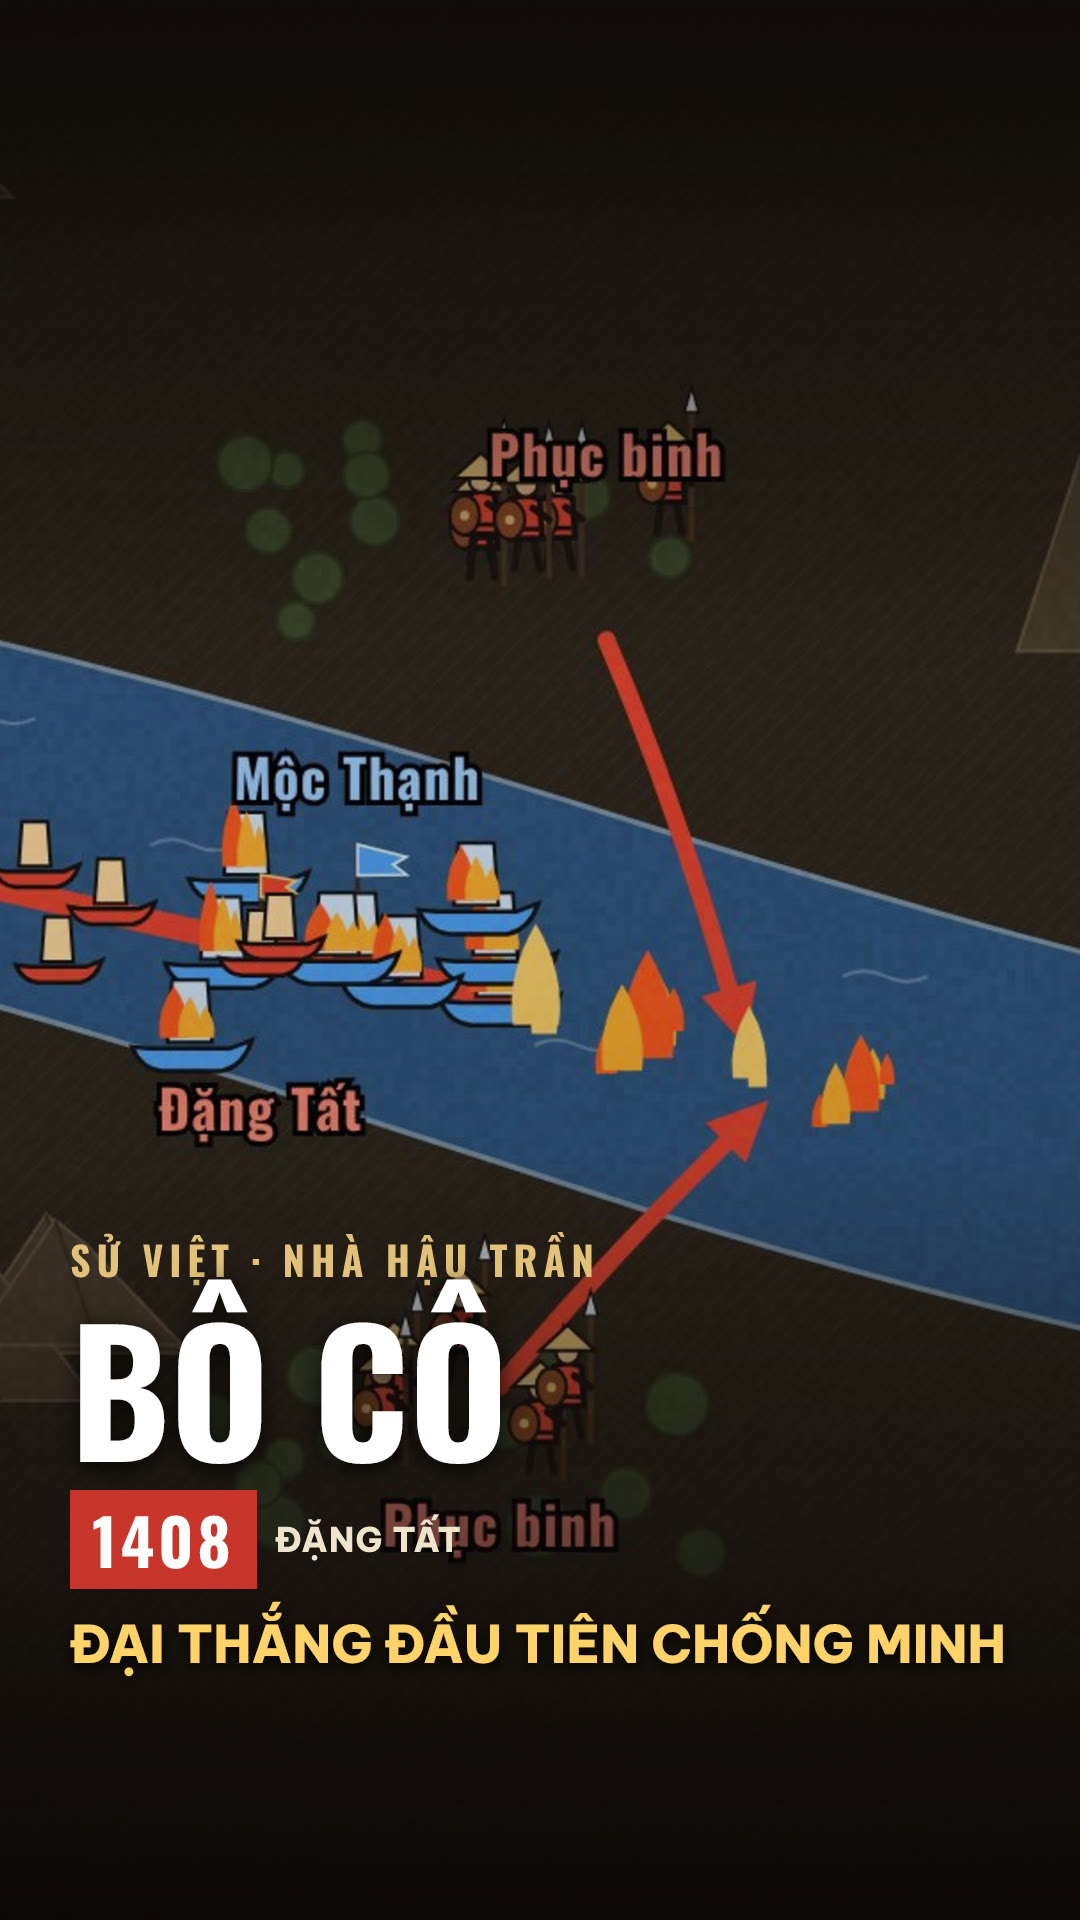 Phục binh
Mộc Thạnh
Đặng Tất
SỬ VIỆT · NHÀ HẬU TRẦN
BÔ CÔ
1408
ĐẶNG TẤT
Phục binh
ĐẠI THẮNG ĐẦU TIÊN CHỐNG MINH